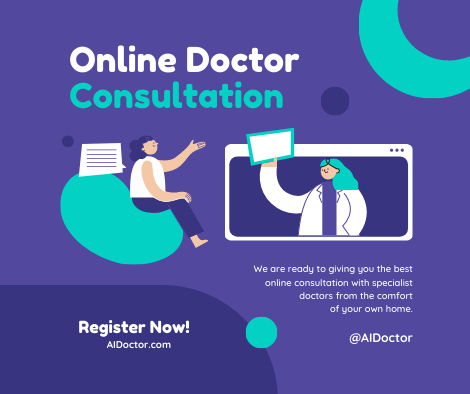 Online Doctor
Consultation
We are ready to giving you the best
online consultation with specialist
doctors from the comfort
of your own home.
Register Now!
AIDoctor.com
@AIDoctor